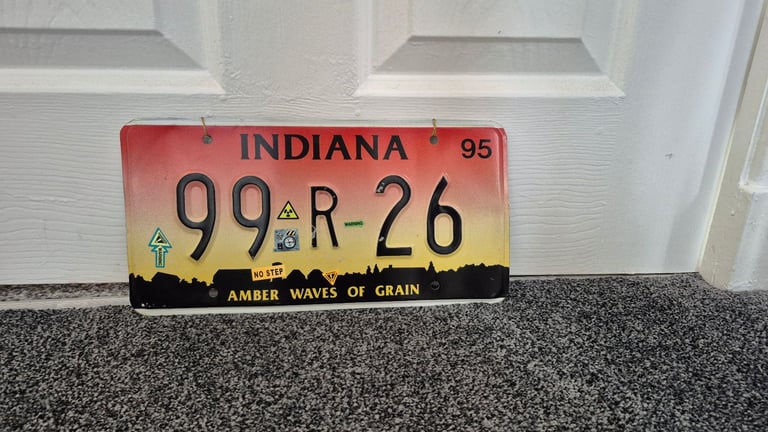 INDIANA 95
99 R 26
WARNING
NO STEP
AMBER WAVES OF GRAIN